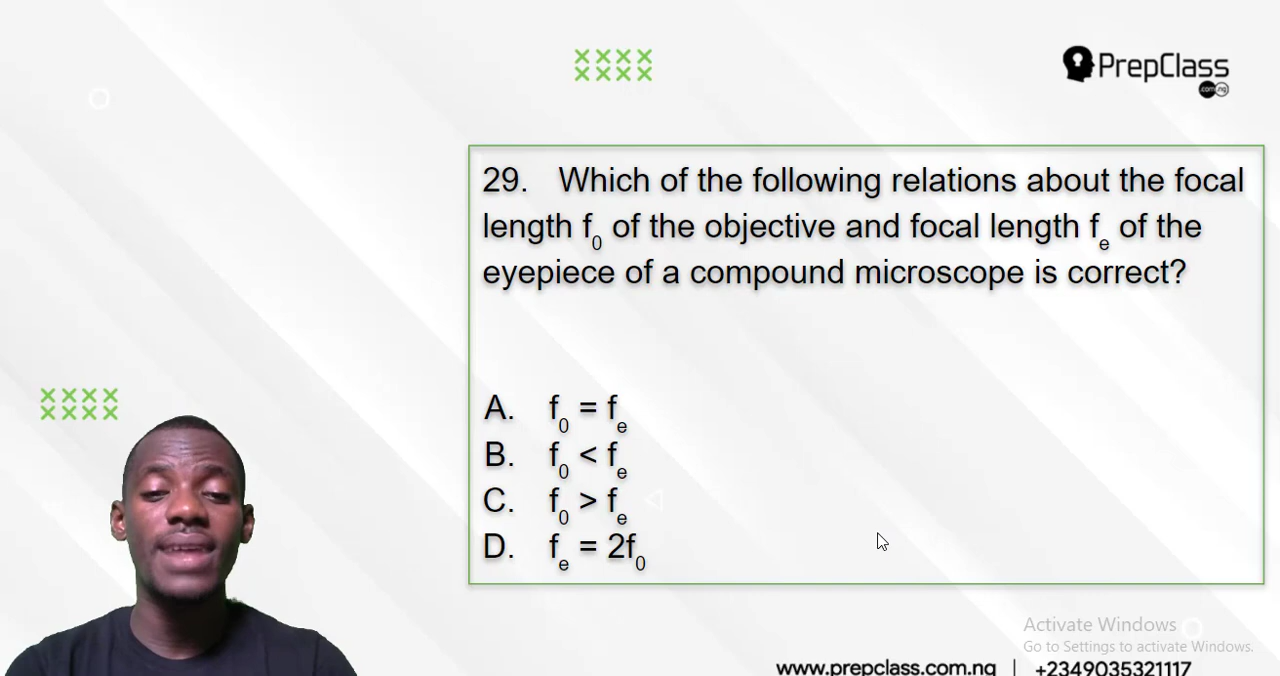 PrepClass
.com.ng
29. Which of the following relations about the focal
length f₀ of the objective and focal length fₑ of the
eyepiece of a compound microscope is correct?
A. f₀ = fₑ
B. f₀ < fₑ
C. f₀ > fₑ
D. fₑ = 2f₀
Activate Windows
Go to Settings to activate Windows.
www.prepclass.com.ng | +2349035321117